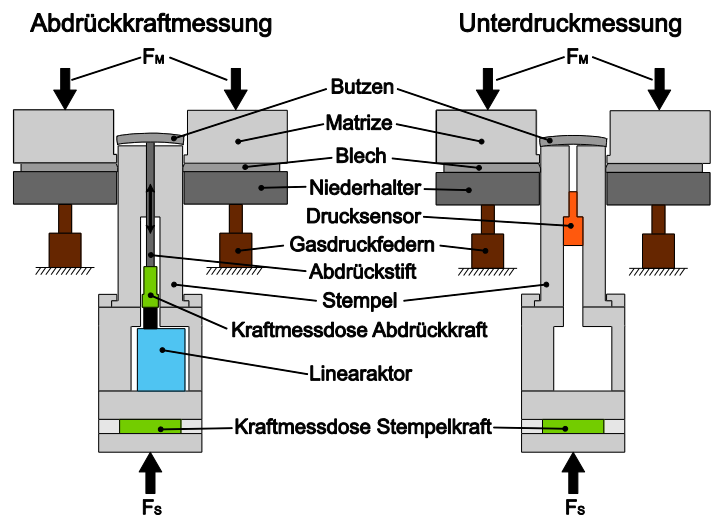 Abdrückkraftmessung
Unterdruckmessung
FM
FM
Butzen
Matrize
Blech
Niederhalter
Drucksensor
Gasdruckfedern
Abdrückstift
Stempel
Kraftmessdose Abdrückkraft
Linearaktor
Kraftmessdose Stempelkraft
FS
FS